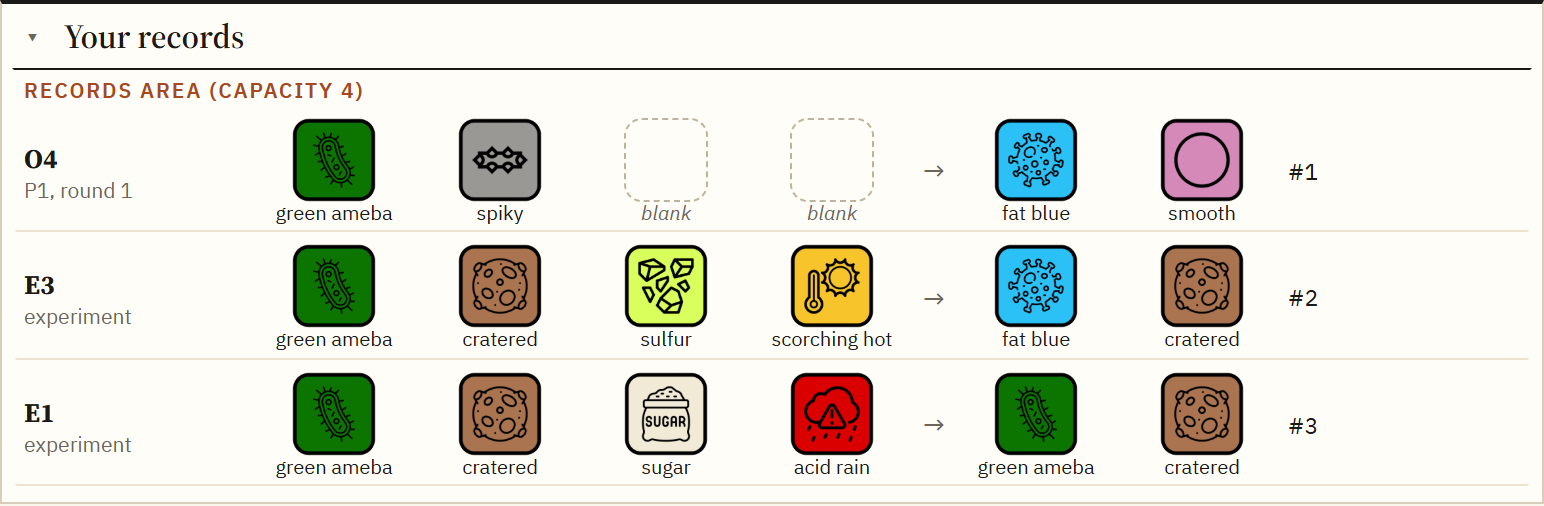 ▾ Your records
RECORDS AREA (CAPACITY 4)
O4
P1, round 1
green ameba spiky blank blank → fat blue smooth #1
E3
experiment
green ameba cratered sulfur scorching hot → fat blue cratered #2
E1
experiment
SUGAR
green ameba cratered sugar acid rain → green ameba cratered #3